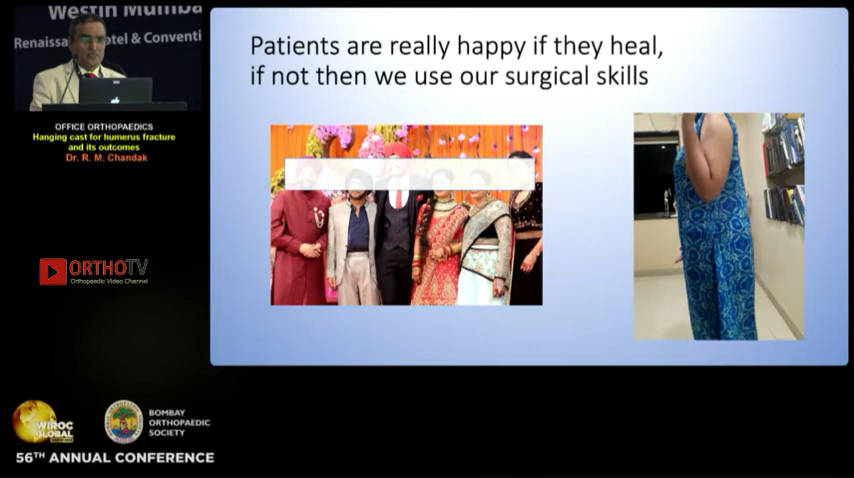 Westin Mumba
Renaissa
tel & Conventi
OFFICE ORTHOPAEDICS
Hanging cast for humerus fracture
and its outcomes
Dr. R. M. Chandak
ORTHOTV
Orthopaedic Video Channel
WIROC
GLOBAL
BOMBAY
ORTHOPAEDIC
SOCIETY
56TH ANNUAL CONFERENCE
Patients are really happy if they heal,
if not then we use our surgical skills